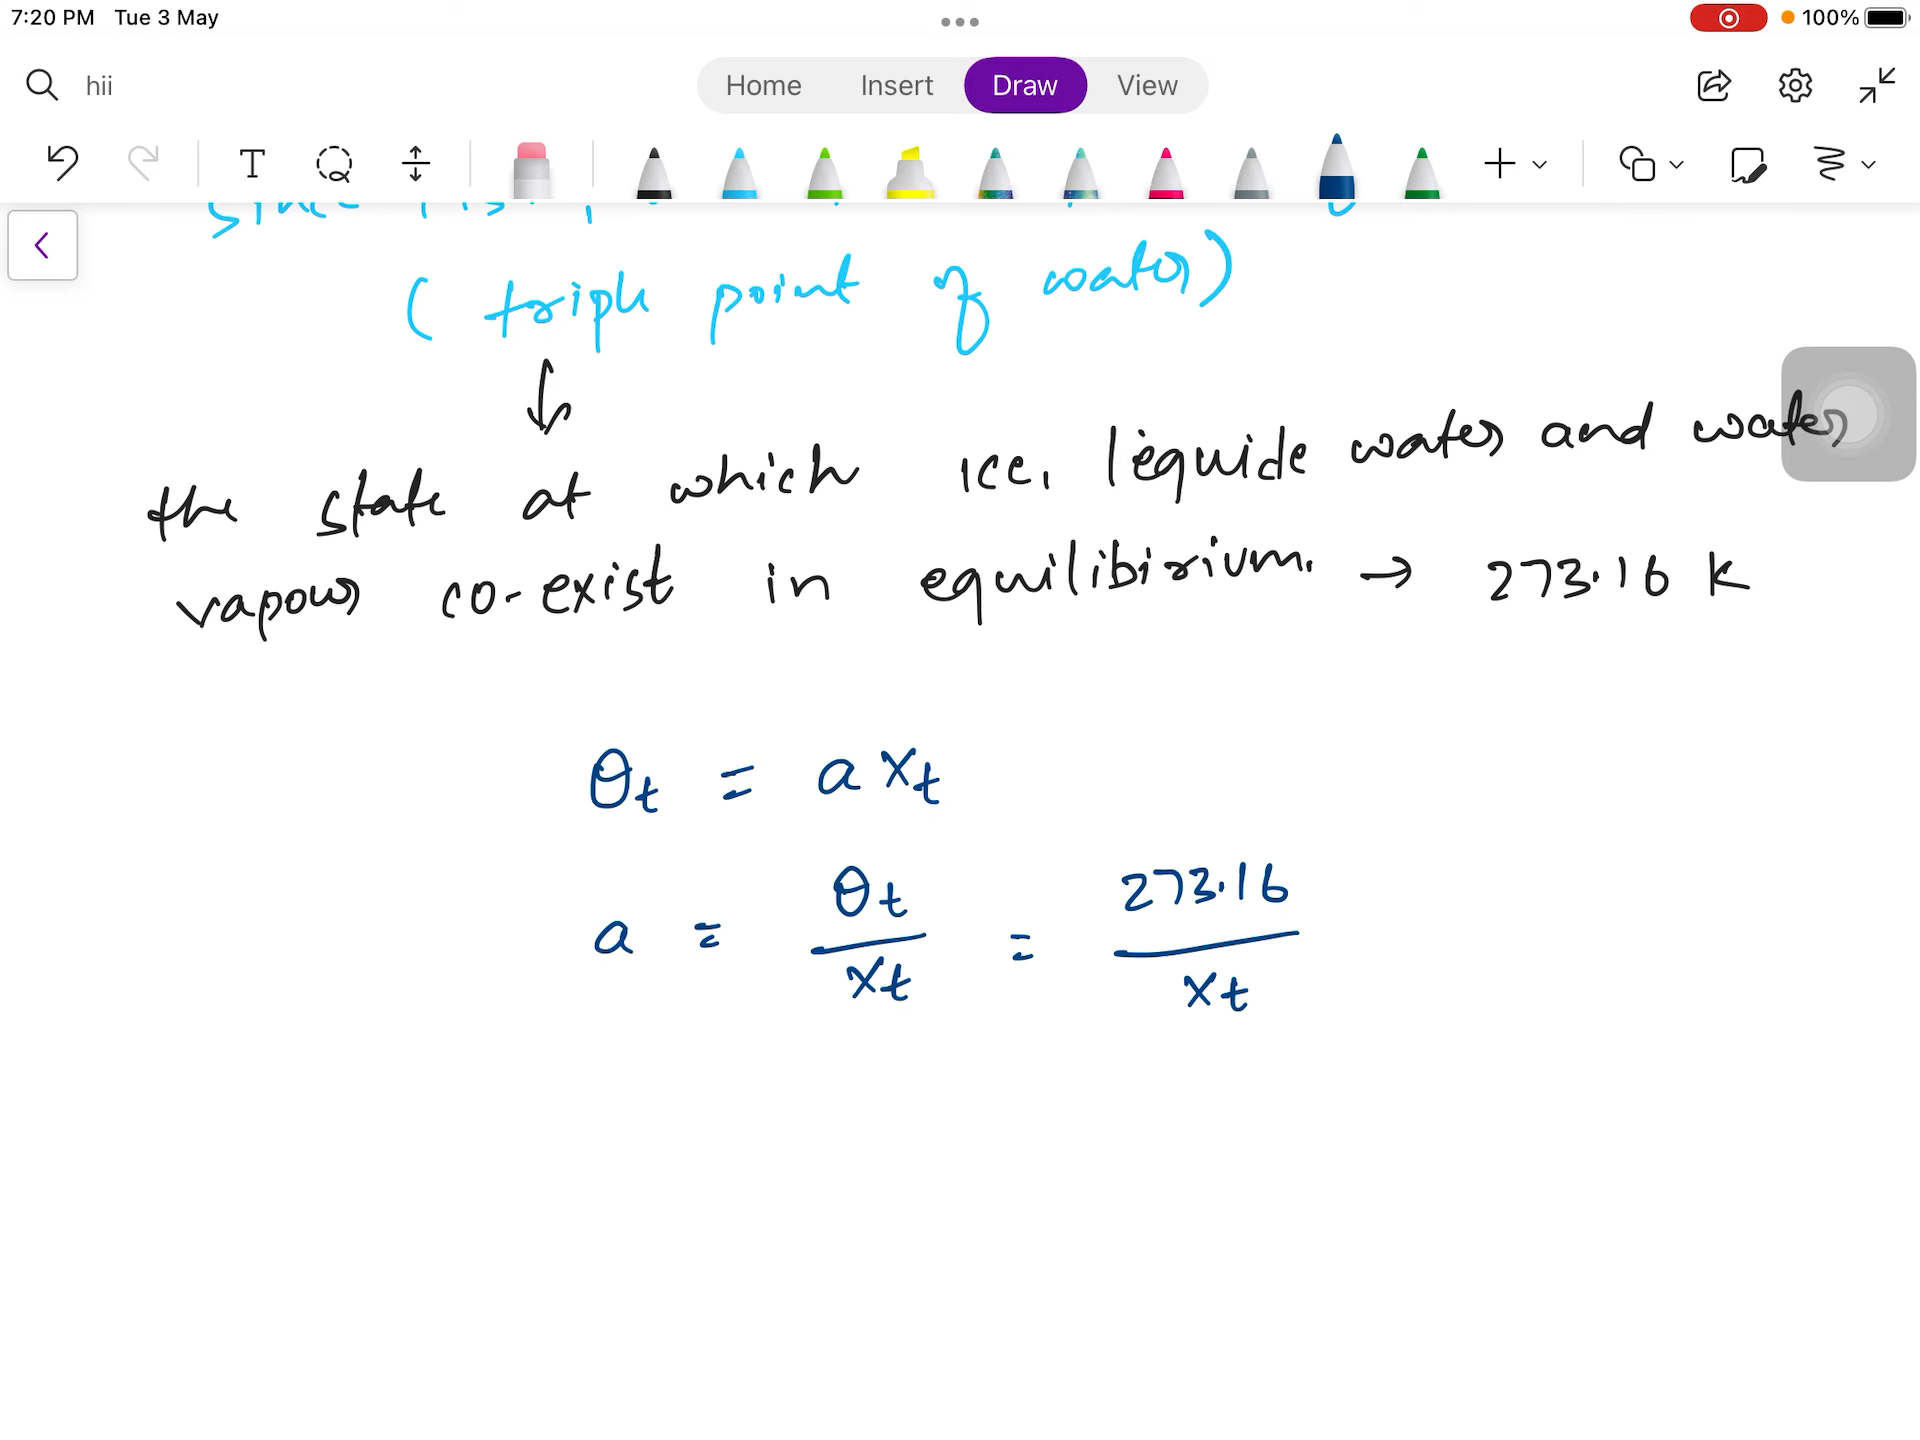 7:20 PM Tue 3 May
100%
hii
Home Insert Draw View
T
( triple point of water)
the state at which ice, liequide water and water
vapour co-exist in equilibirium. → 273.16 K
θt = a Xt
a = θt / Xt = 273.16 / Xt